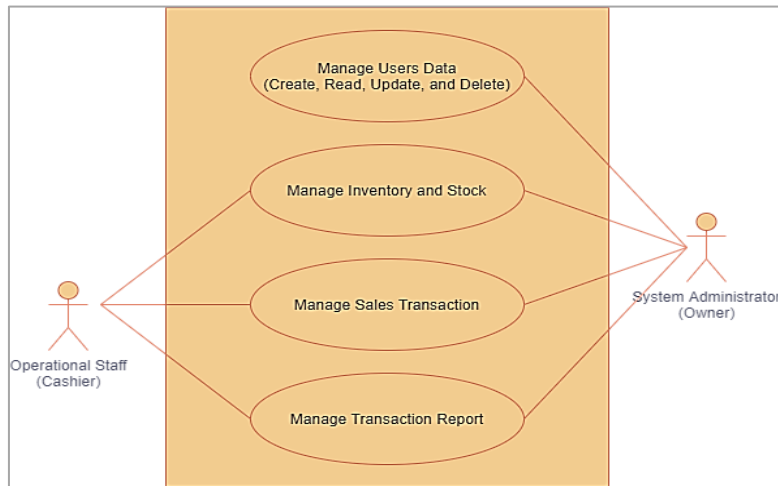 Manage Users Data
(Create, Read, Update, and Delete)
Manage Inventory and Stock
Manage Sales Transaction
Manage Transaction Report
Operational Staff
(Cashier)
System Administrator
(Owner)